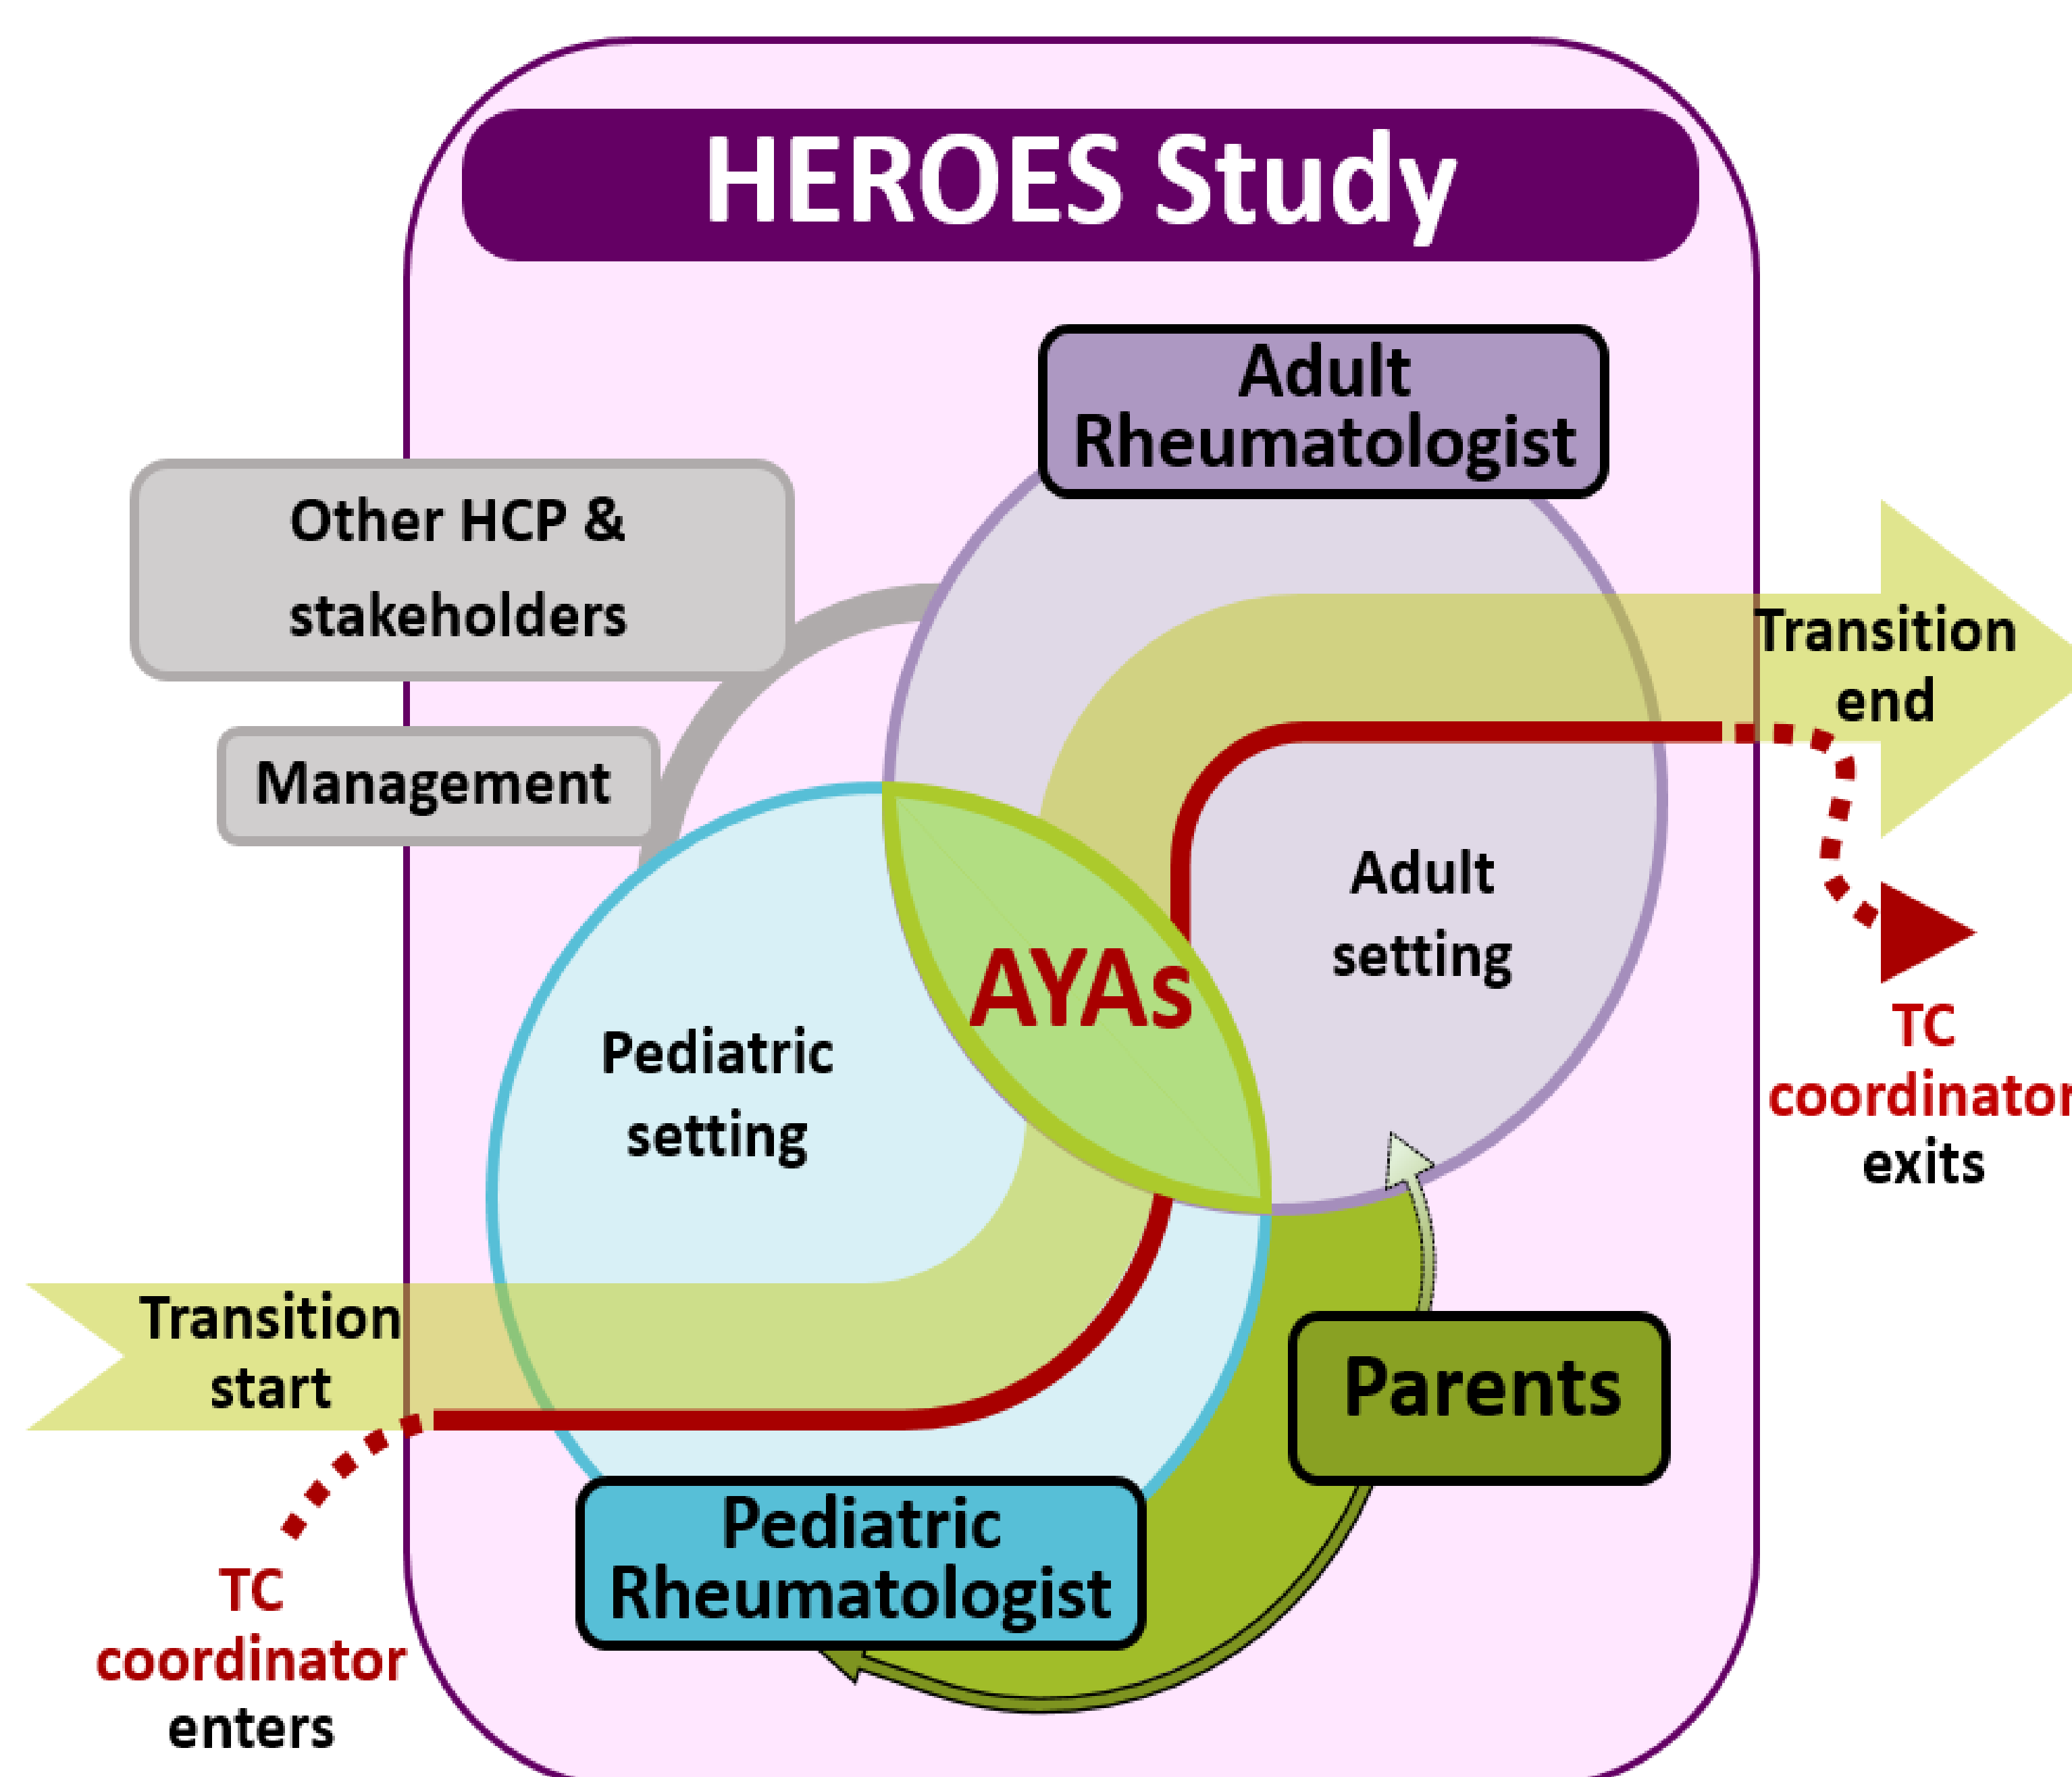 HEROES Study
Adult
Rheumatologist
Other HCP &
stakeholders
Management
Transition
end
Adult
setting
AYAs
Pediatric
setting
TC
coordinator
exits
Transition
start
Parents
Pediatric
Rheumatologist
TC
coordinator
enters